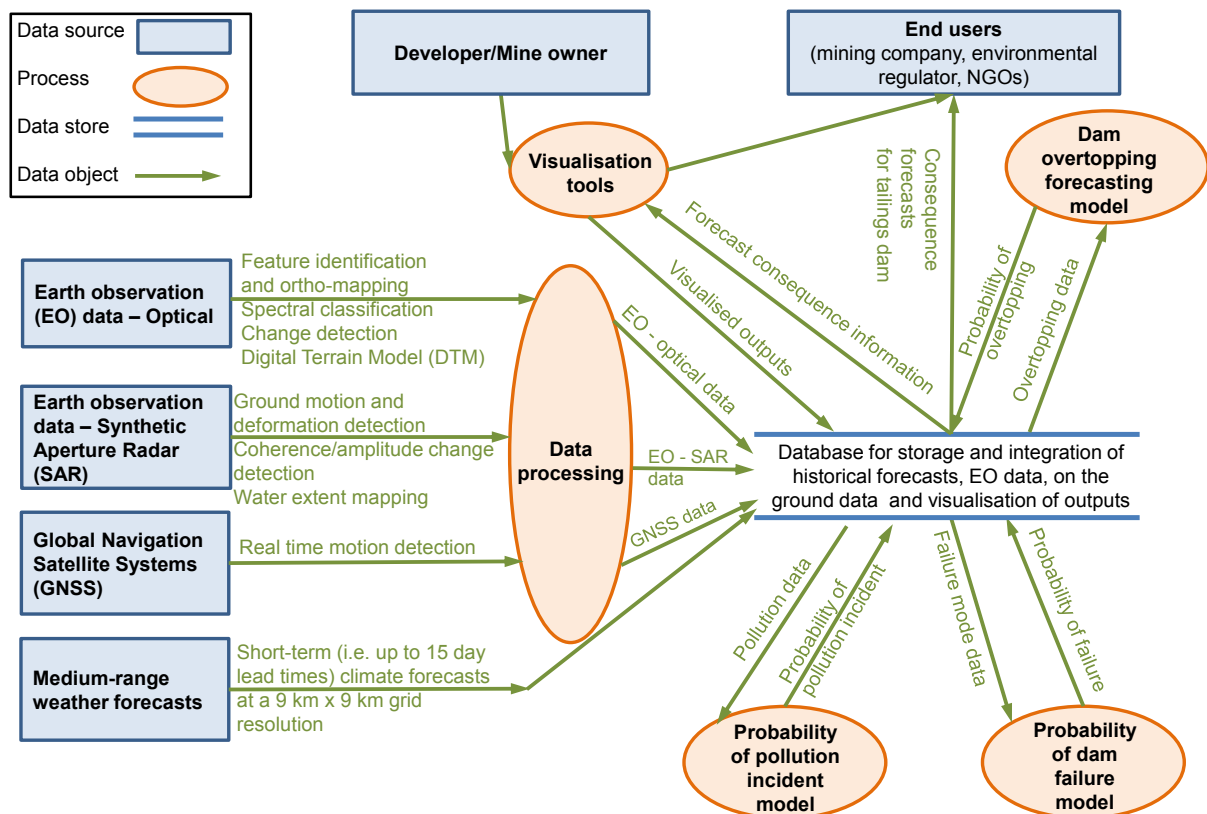 Data source
Process
Data store
Data object
Developer/Mine owner
End users
(mining company, environmental
regulator, NGOs)
Visualisation
tools
Dam
overtopping
forecasting
model
Consequence
forecasts
for tailings dam
Forecast consequence information
Visualised outputs
Probability of
overtopping
Overtopping data
Earth observation
(EO) data – Optical
Feature identification
and ortho-mapping
Spectral classification
Change detection
Digital Terrain Model (DTM)
EO - optical data
Earth observation
data – Synthetic
Aperture Radar
(SAR)
Ground motion and
deformation detection
Coherence/amplitude change
detection
Water extent mapping
Data
processing
EO - SAR
data
Database for storage and integration of
historical forecasts, EO data, on the
ground data and visualisation of outputs
Global Navigation
Satellite Systems
(GNSS)
Real time motion detection
GNSS data
Medium-range
weather forecasts
Short-term (i.e. up to 15 day
lead times) climate forecasts
at a 9 km x 9 km grid
resolution
Pollution data
Probability of
pollution incident
Failure mode data
Probability of failure
Probability
of pollution
incident
model
Probability
of dam
failure
model